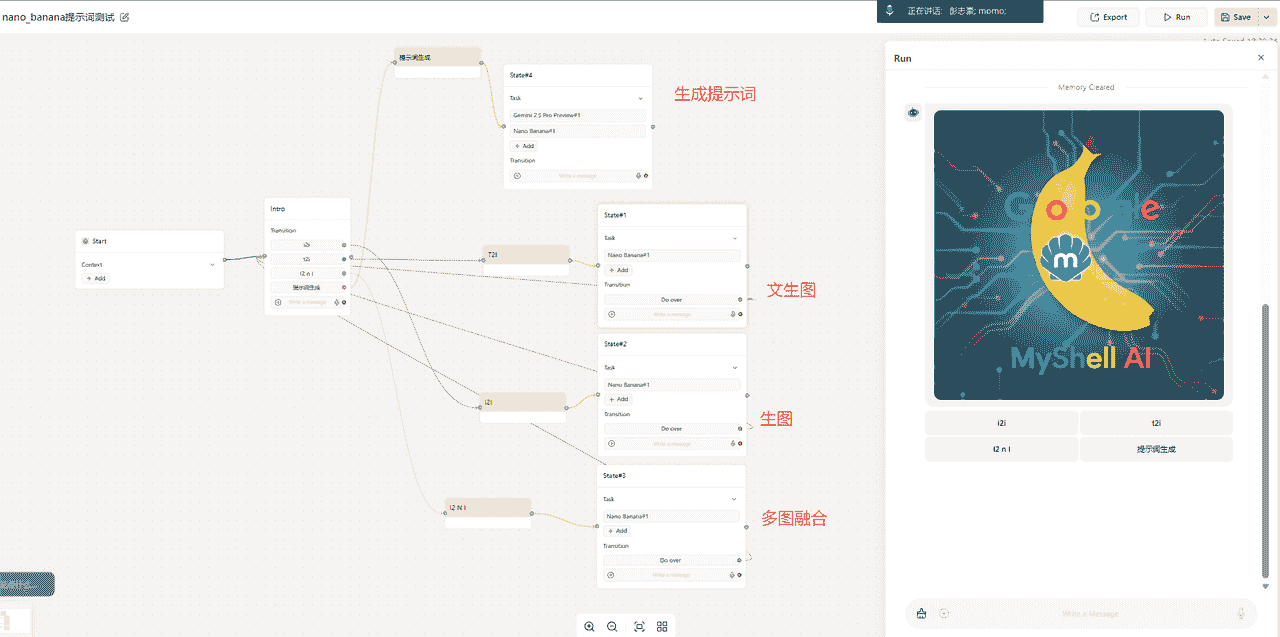 nano_banana提示词测试
正在讲话: 彭志豪; momo;
Export
Run
Save
提示词生成
State#4
Task
Gemini 2.5 Pro Preview#1
Nano Banana#1
+ Add
Transition
Write a message
生成提示词
Start
Context
+ Add
Intro
Transition
i2i
t2i
I2 n I
提示词生成
Write a message
T2I
State#1
Task
Nano Banana#1
+ Add
Transition
Do over
Write a message
文生图
I2I
State#2
Task
Nano Banana#1
+ Add
Transition
Do over
Write a message
生图
I2 N I
State#3
Task
Nano Banana#1
+ Add
Transition
Do over
Write a message
多图融合
Run
Memory Cleared
Google
m
MyShell AI
i2i
t2i
I2 n I
提示词生成
Write a Message